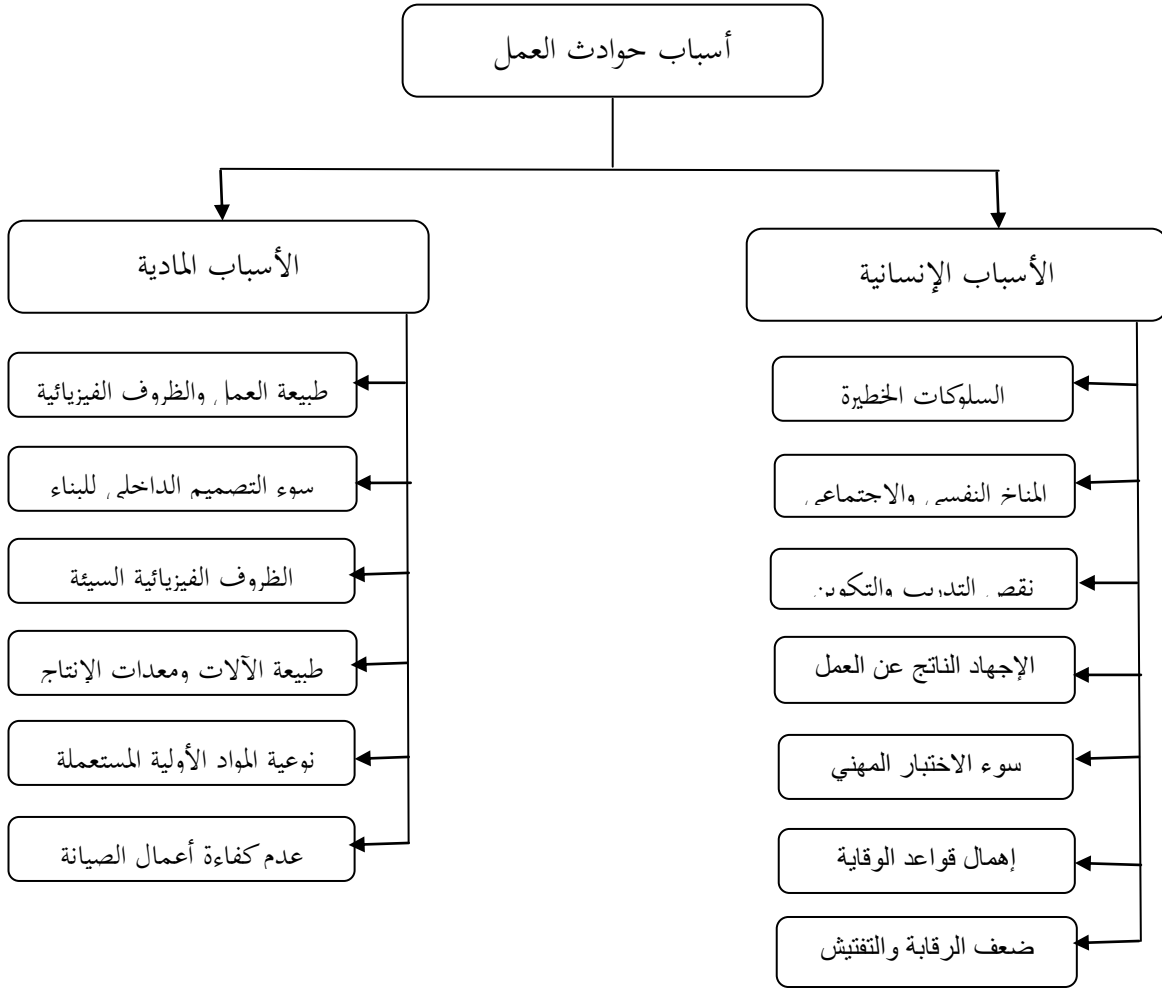 أسباب حوادث العمل
الأسباب الإنسانية
السلوكات الخطيرة
المناخ النفسي والاجتماعي
نقص التدريب والتكوين
الإجهاد الناتج عن العمل
سوء الاختبار المهني
إهمال قواعد الوقاية
ضعف الرقابة والتفتيش
الأسباب المادية
طبيعة العمل والظروف الفيزيائية
سوء التصميم الداخلي للبناء
الظروف الفيزيائية السيئة
طبيعة الآلات ومعدات الإنتاج
نوعية المواد الأولية المستعملة
عدم كفاءة أعمال الصيانة